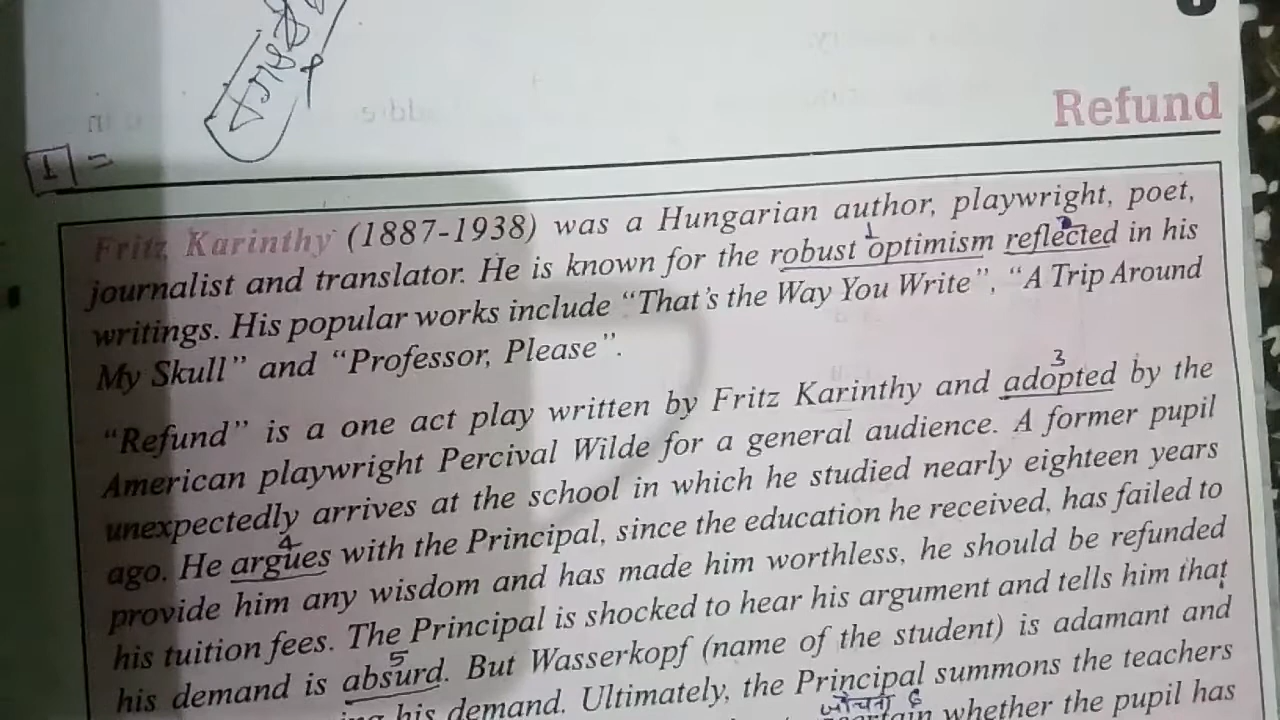 Refund
1 =
Fritz Karinthy (1887-1938) was a Hungarian author, playwright, poet,
1 2
journalist and translator. He is known for the robust optimism reflected in his
writings. His popular works include “That’s the Way You Write”, “A Trip Around
My Skull” and “Professor, Please”.
3
“Refund” is a one act play written by Fritz Karinthy and adopted by the
American playwright Percival Wilde for a general audience. A former pupil
unexpectedly arrives at the school in which he studied nearly eighteen years
4
ago. He argues with the Principal, since the education he received, has failed to
provide him any wisdom and has made him worthless, he should be refunded
his tuition fees. The Principal is shocked to hear his argument and tells him that
5
his demand is absurd. But Wasserkopf (name of the student) is adamant and
his demand. Ultimately, the Principal summons the teachers
6
whether the pupil has